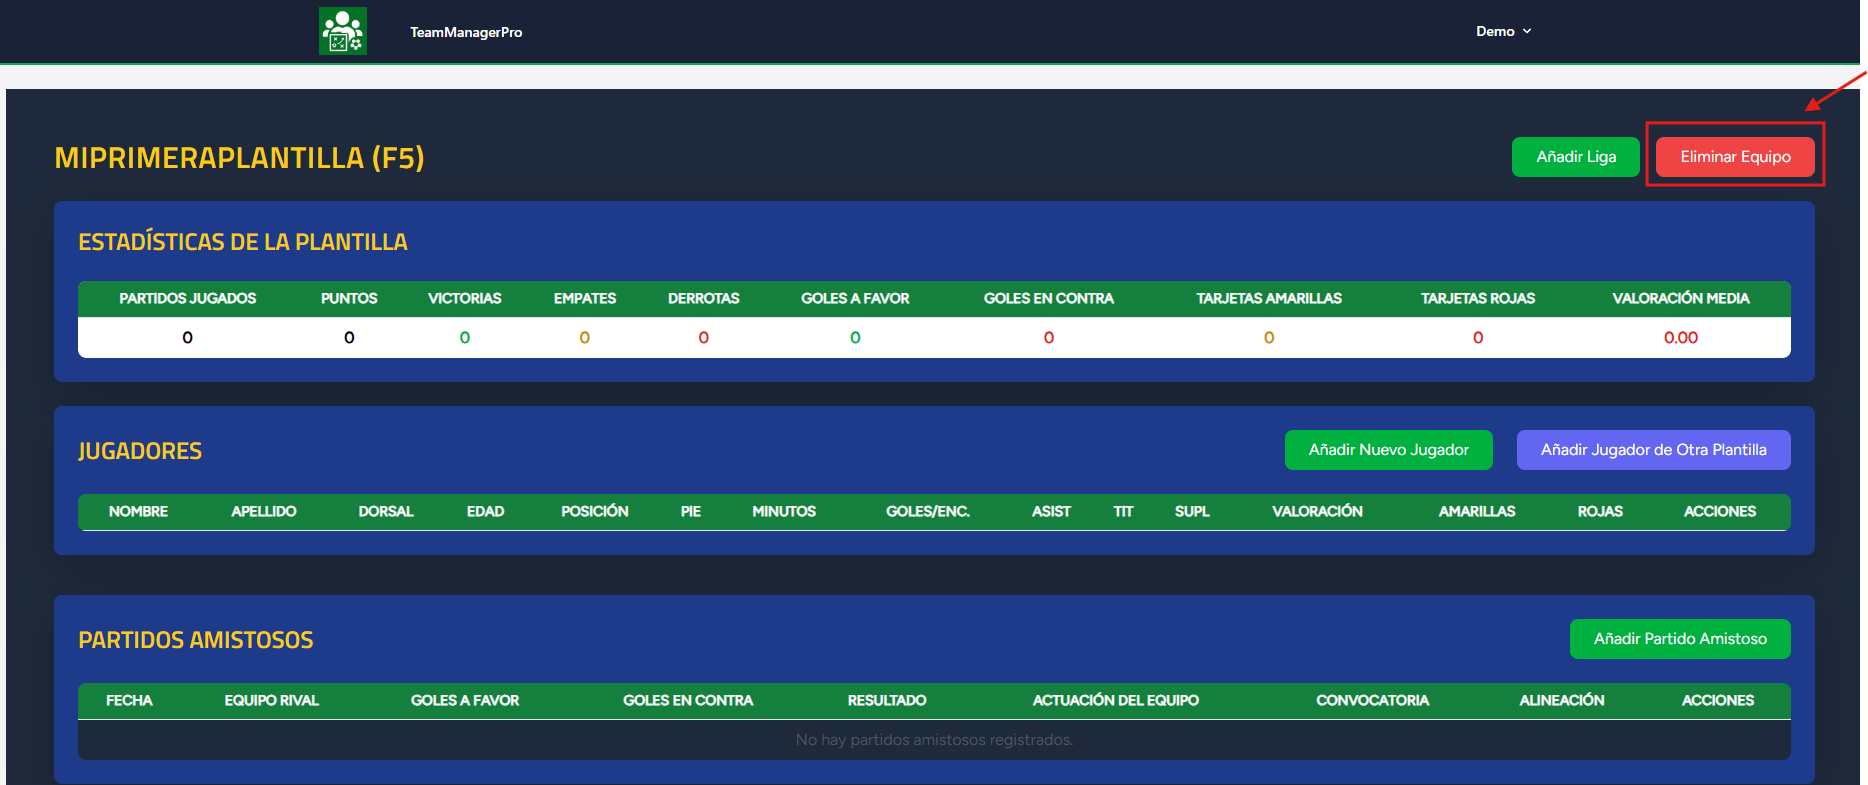 TeamManagerPro
Demo
MIPRIMERAPLANTILLA (F5)
Añadir Liga
Eliminar Equipo
ESTADÍSTICAS DE LA PLANTILLA
PARTIDOS JUGADOS PUNTOS VICTORIAS EMPATES DERROTAS GOLES A FAVOR GOLES EN CONTRA TARJETAS AMARILLAS TARJETAS ROJAS VALORACIÓN MEDIA
0 0 0 0 0 0 0 0 0 0.00
JUGADORES
Añadir Nuevo Jugador
Añadir Jugador de Otra Plantilla
NOMBRE APELLIDO DORSAL EDAD POSICIÓN PIE MINUTOS GOLES/ENC. ASIST TIT SUPL VALORACIÓN AMARILLAS ROJAS ACCIONES
PARTIDOS AMISTOSOS
Añadir Partido Amistoso
FECHA EQUIPO RIVAL GOLES A FAVOR GOLES EN CONTRA RESULTADO ACTUACIÓN DEL EQUIPO CONVOCATORIA ALINEACIÓN ACCIONES
No hay partidos amistosos registrados.